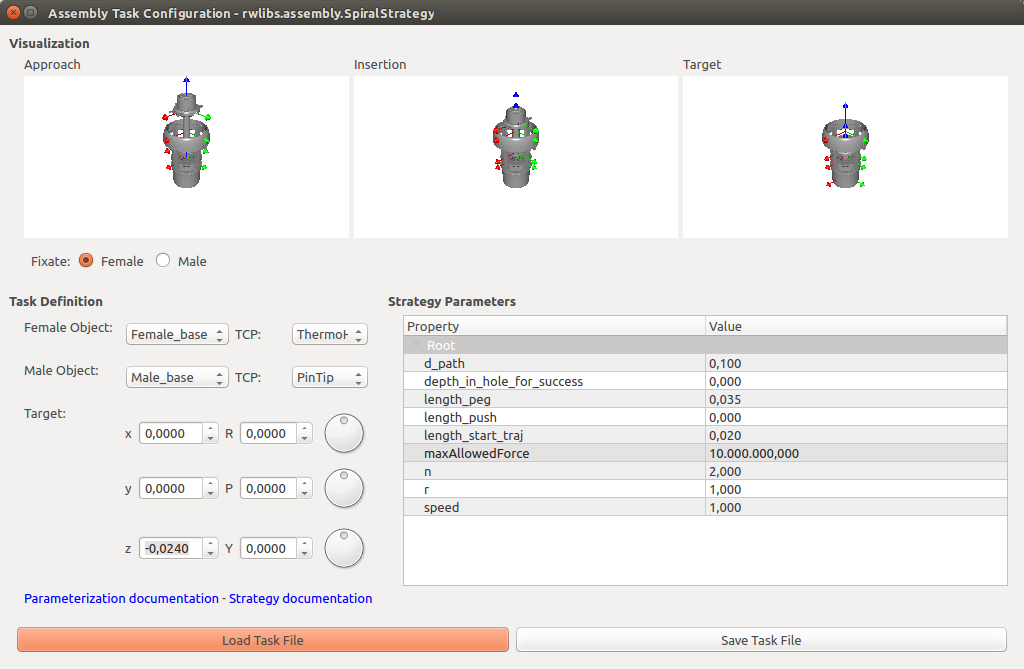 Assembly Task Configuration - rwlibs.assembly.SpiralStrategy
Visualization
Approach Insertion Target
Fixate: Female Male
Task Definition
Female Object: Female_base TCP: ThermoH
Male Object: Male_base TCP: PinTip
Target:
x 0,0000 R 0,0000
y 0,0000 P 0,0000
z -0,0240 Y 0,0000
Parameterization documentation - Strategy documentation
Strategy Parameters
Property Value
Root
d_path 0,100
depth_in_hole_for_success 0,000
length_peg 0,035
length_push 0,000
length_start_traj 0,020
maxAllowedForce 10.000.000,000
n 2,000
r 1,000
speed 1,000
Load Task File Save Task File